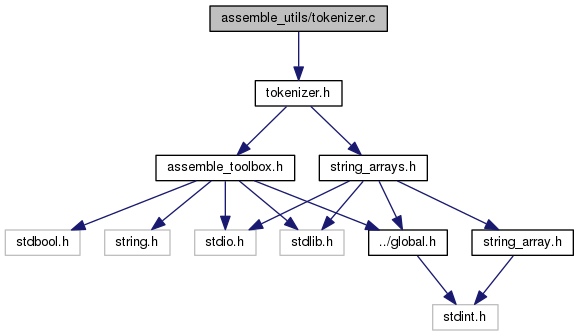 assemble_utils/tokenizer.c
tokenizer.h
assemble_toolbox.h
string_arrays.h
stdbool.h
string.h
stdio.h
stdlib.h
../global.h
string_array.h
stdint.h